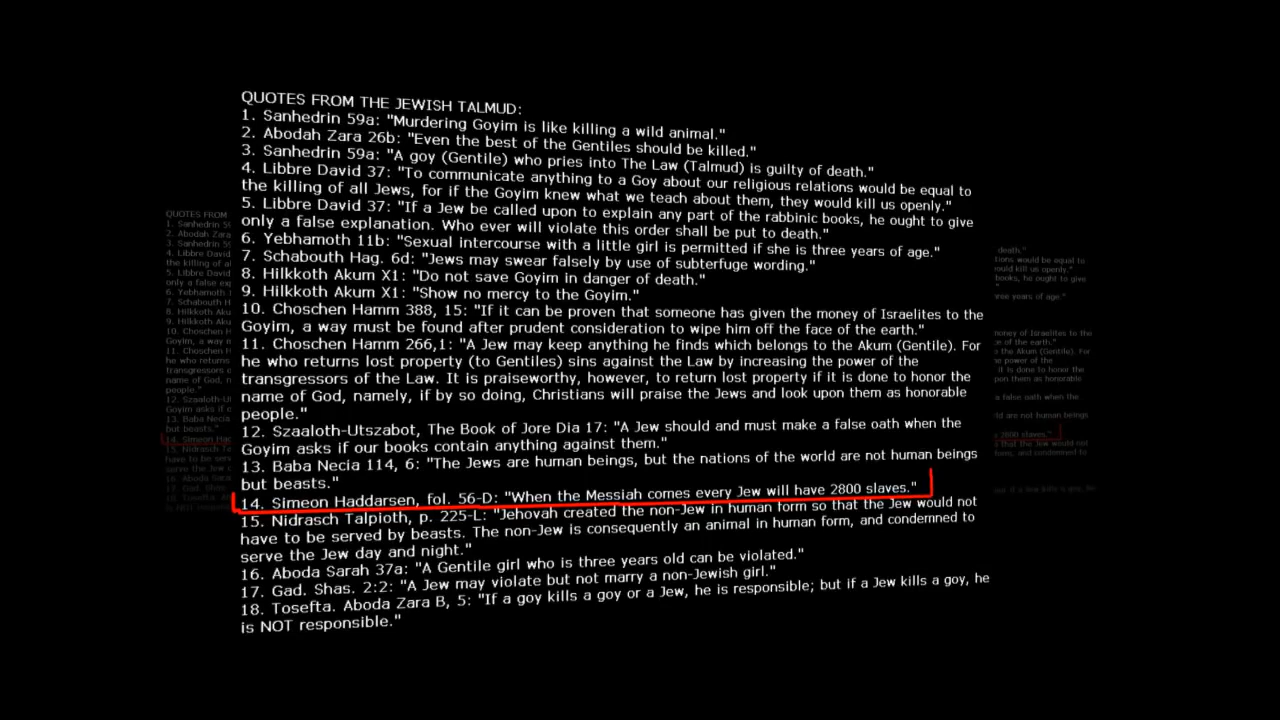 QUOTES FROM THE JEWISH TALMUD:
1. Sanhedrin 59a: "Murdering Goyim is like killing a wild animal."
2. Abodah Zara 26b: "Even the best of the Gentiles should be killed."
3. Sanhedrin 59a: "A goy (Gentile) who pries into The Law (Talmud) is guilty of death."
4. Libbre David 37: "To communicate anything to a Goy about our religious relations would be equal to
the killing of all Jews, for if the Goyim knew what we teach about them, they would kill us openly."
5. Libbre David 37: "If a Jew be called upon to explain any part of the rabbinic books, he ought to give
only a false explanation. Who ever will violate this order shall be put to death."
6. Yebhamoth 11b: "Sexual intercourse with a little girl is permitted if she is three years of age."
7. Schabouth Hag. 6d: "Jews may swear falsely by use of subterfuge wording."
8. Hilkkoth Akum X1: "Do not save Goyim in danger of death."
9. Hilkkoth Akum X1: "Show no mercy to the Goyim."
10. Choschen Hamm 388, 15: "If it can be proven that someone has given the money of Israelites to the
Goyim, a way must be found after prudent consideration to wipe him off the face of the earth."
11. Choschen Hamm 266,1: "A Jew may keep anything he finds which belongs to the Akum (Gentile). For
he who returns lost property (to Gentiles) sins against the Law by increasing the power of the
transgressors of the Law. It is praiseworthy, however, to return lost property if it is done to honor the
name of God, namely, if by so doing, Christians will praise the Jews and look upon them as honorable
people."
12. Szaaloth-Utszabot, The Book of Jore Dia 17: "A Jew should and must make a false oath when the
Goyim asks if our books contain anything against them."
13. Baba Necia 114, 6: "The Jews are human beings, but the nations of the world are not human beings
but beasts."
14. Simeon Haddarsen, fol. 56-D: "When the Messiah comes every Jew will have 2800 slaves."
15. Nidrasch Talpioth, p. 225-L: "Jehovah created the non-Jew in human form so that the Jew would not
have to be served by beasts. The non-Jew is consequently an animal in human form, and condemned to
serve the Jew day and night."
16. Aboda Sarah 37a: "A Gentile girl who is three years old can be violated."
17. Gad. Shas. 2:2: "A Jew may violate but not marry a non-Jewish girl."
18. Tosefta. Aboda Zara B, 5: "If a goy kills a goy or a Jew, he is responsible; but if a Jew kills a goy, he
is NOT responsible."